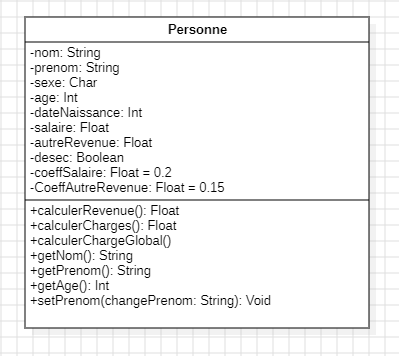 Personne
-nom: String
-prenom: String
-sexe: Char
-age: Int
-dateNaissance: Int
-salaire: Float
-autreRevenue: Float
-desec: Boolean
-coeffSalaire: Float = 0.2
-CoeffAutreRevenue: Float = 0.15
+calculerRevenue(): Float
+calculerCharges(): Float
+calculerChargeGlobal()
+getNom(): String
+getPrenom(): String
+getAge(): Int
+setPrenom(changePrenom: String): Void